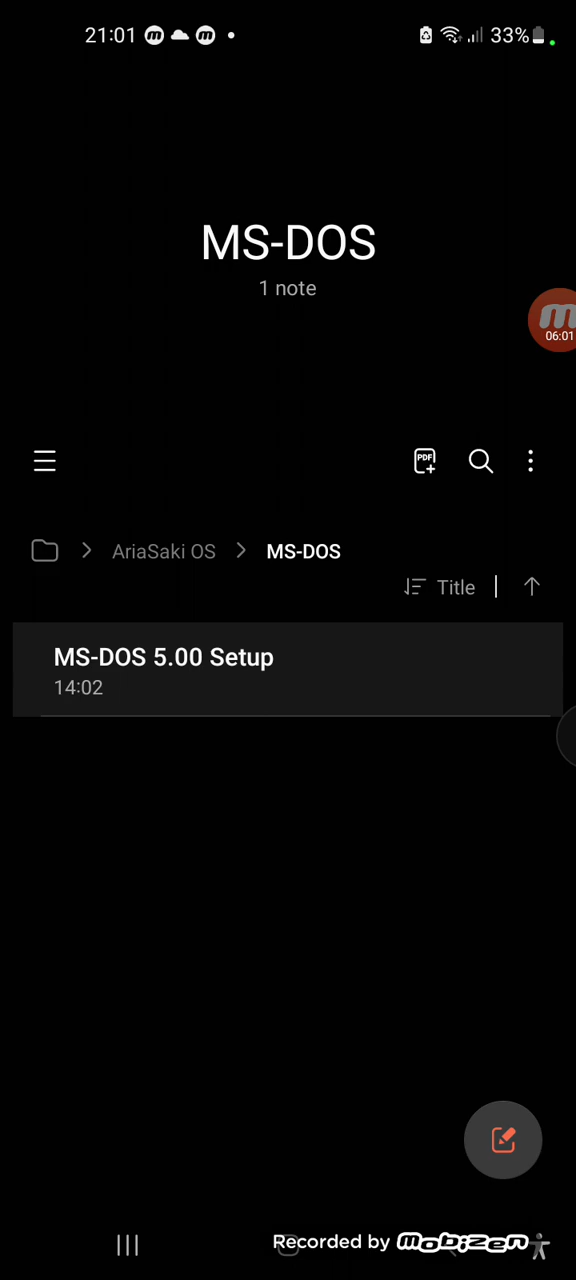 21:01 m m 33%
MS-DOS
1 note
m
06:01
PDF
AriaSaki OS MS-DOS
Title
MS-DOS 5.00 Setup
14:02
Recorded by mobizen